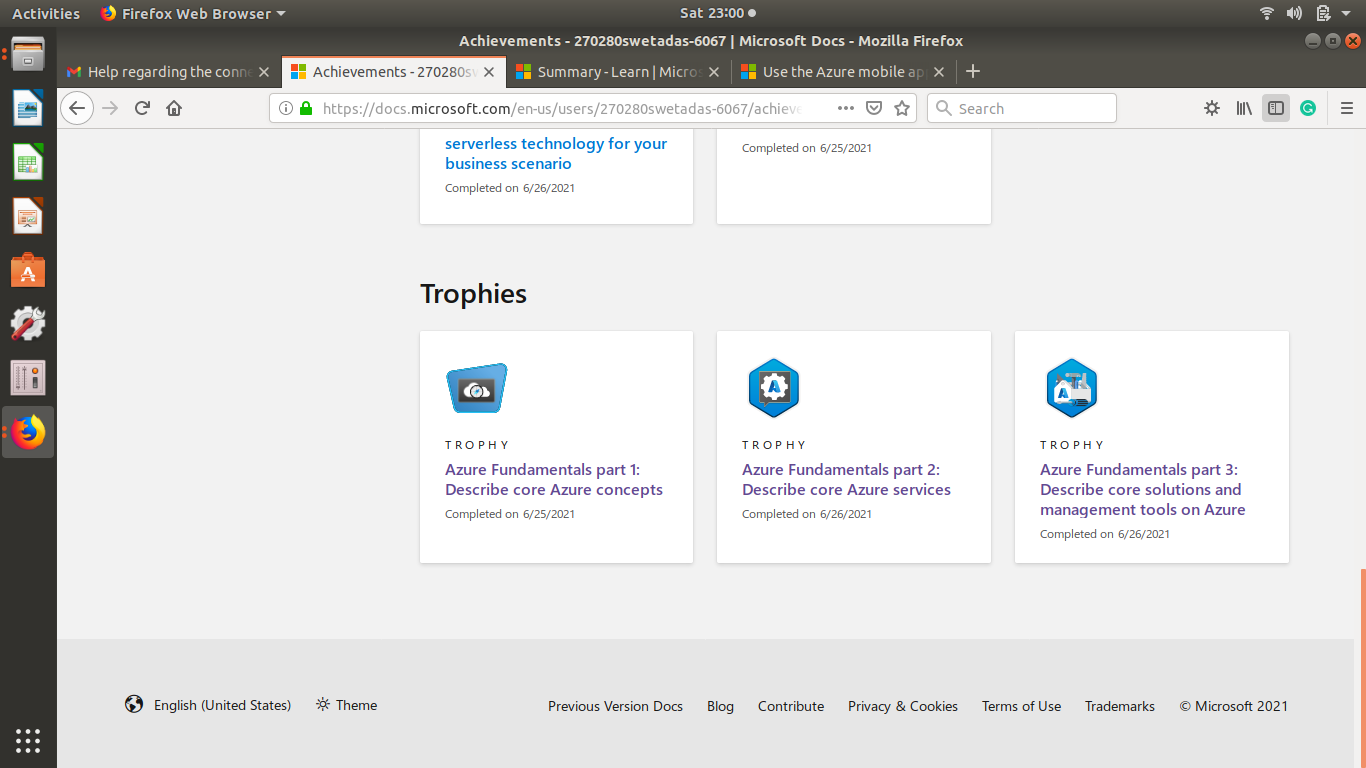 Activities
Firefox Web Browser
Sat 23:00
Achievements - 270280swetadas-6067 | Microsoft Docs - Mozilla Firefox
Help regarding the conne
Achievements - 270280sw
Summary - Learn | Micros
Use the Azure mobile ap
https://docs.microsoft.com/en-us/users/270280swetadas-6067/achieve
Search
serverless technology for your
business scenario
Completed on 6/26/2021
Completed on 6/25/2021
Trophies
TROPHY
Azure Fundamentals part 1:
Describe core Azure concepts
Completed on 6/25/2021
TROPHY
Azure Fundamentals part 2:
Describe core Azure services
Completed on 6/26/2021
TROPHY
Azure Fundamentals part 3:
Describe core solutions and
management tools on Azure
Completed on 6/26/2021
English (United States)
Theme
Previous Version Docs
Blog
Contribute
Privacy & Cookies
Terms of Use
Trademarks
© Microsoft 2021